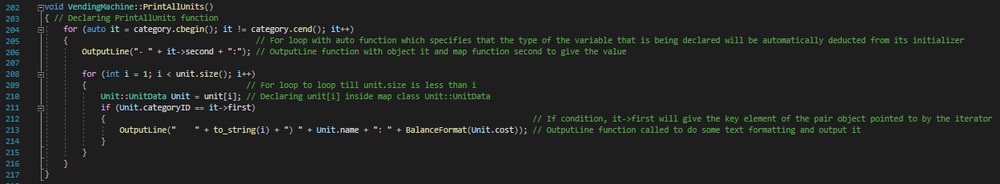 202 void VendingMachine::PrintAllUnits()
203 { // Declaring PrintAllUnits function
204 for (auto it = category.cbegin(); it != category.cend(); it++)
205 { // For loop with auto function which specifies that the type of the variable that is being declared will be automatically deducted from its initializer
206 OutputLine("- " + it->second + ":"); // OutputLine function with object it and map function second to give the value
207
208 for (int i = 1; i < unit.size(); i++)
209 { // For loop to loop till unit.size is less than i
210 Unit::UnitData Unit = unit[i]; // Declaring unit[i] inside map class Unit::UnitData
211 if (Unit.categoryID == it->first)
212 { // If condition, it->first will give the key element of the pair object pointed to by the iterator
213 OutputLine("    " + to_string(i) + ") " + Unit.name + ": " + BalanceFormat(Unit.cost)); // OutputLine function called to do some text formatting and output it
214 }
215 }
216 }
217 }